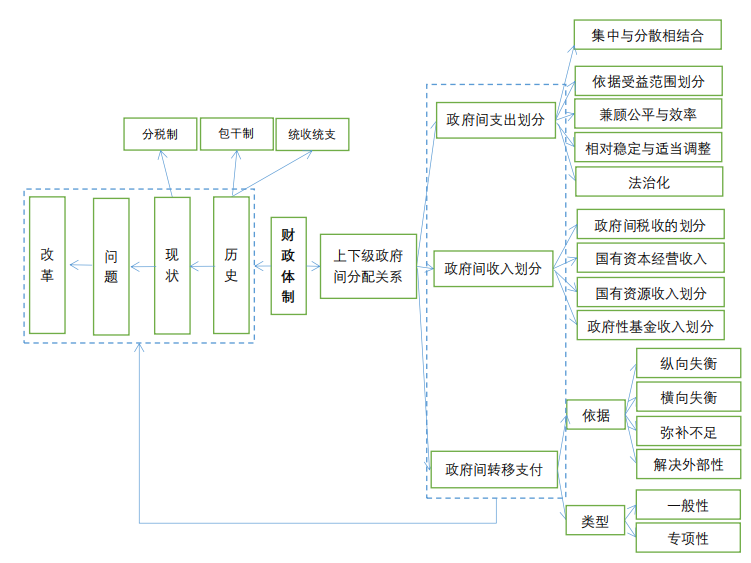 集中与分散相结合
依据受益范围划分
兼顾公平与效率
相对稳定与适当调整
法治化
政府间支出划分
分税制
包干制
统收统支
改
革
问
题
现
状
历
史
财
政
体
制
上下级政府
间分配关系
政府间收入划分
政府间税收的划分
国有资本经营收入
国有资源收入划分
政府性基金收入划分
政府间转移支付
依据
纵向失衡
横向失衡
弥补不足
解决外部性
类型
一般性
专项性